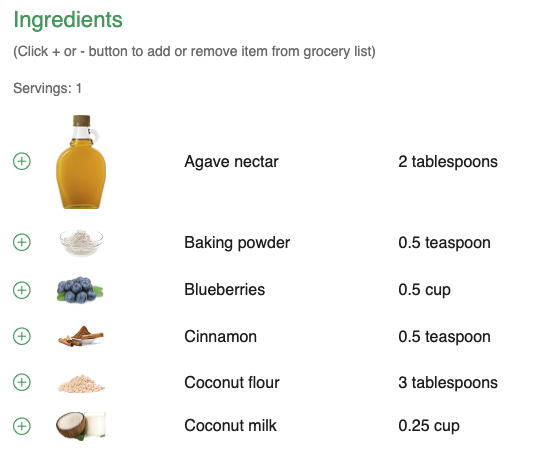 Ingredients
(Click + or - button to add or remove item from grocery list)
Servings: 1
Agave nectar 2 tablespoons
Baking powder 0.5 teaspoon
Blueberries 0.5 cup
Cinnamon 0.5 teaspoon
Coconut flour 3 tablespoons
Coconut milk 0.25 cup